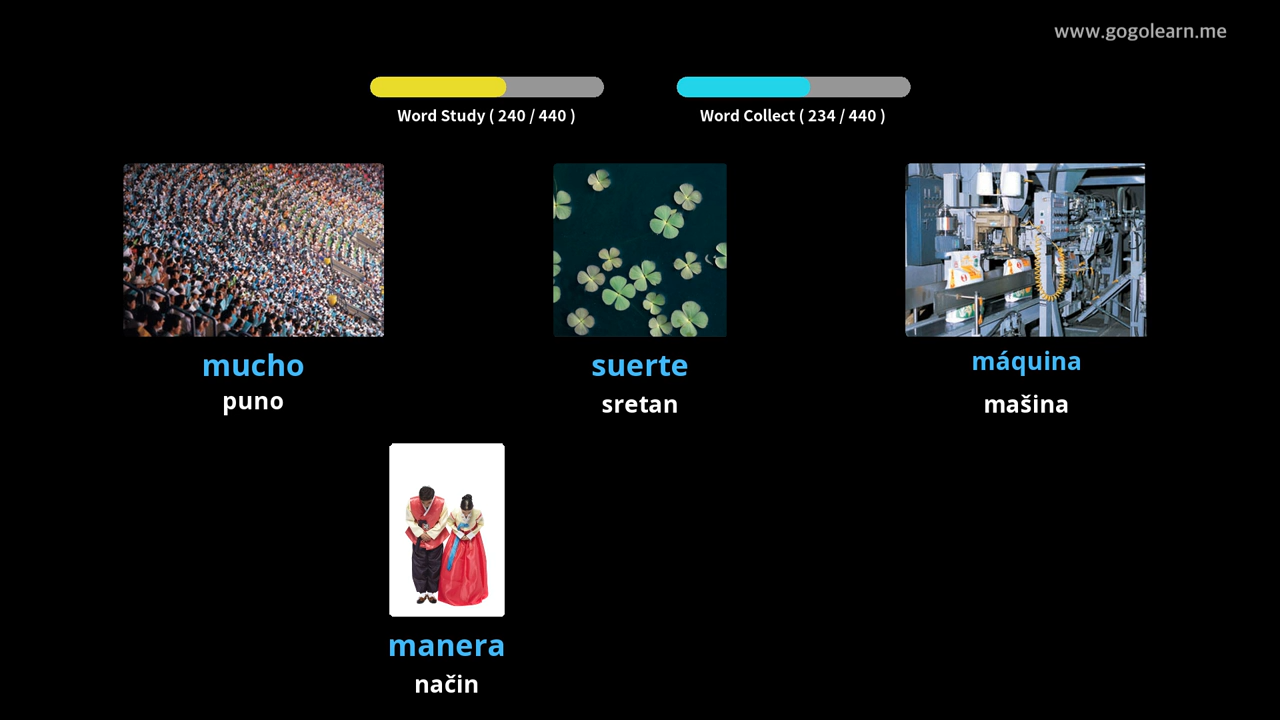 www.gogolearn.me
Word Study ( 240 / 440 )
Word Collect ( 234 / 440 )
mucho
puno
suerte
sretan
máquina
mašina
manera
način